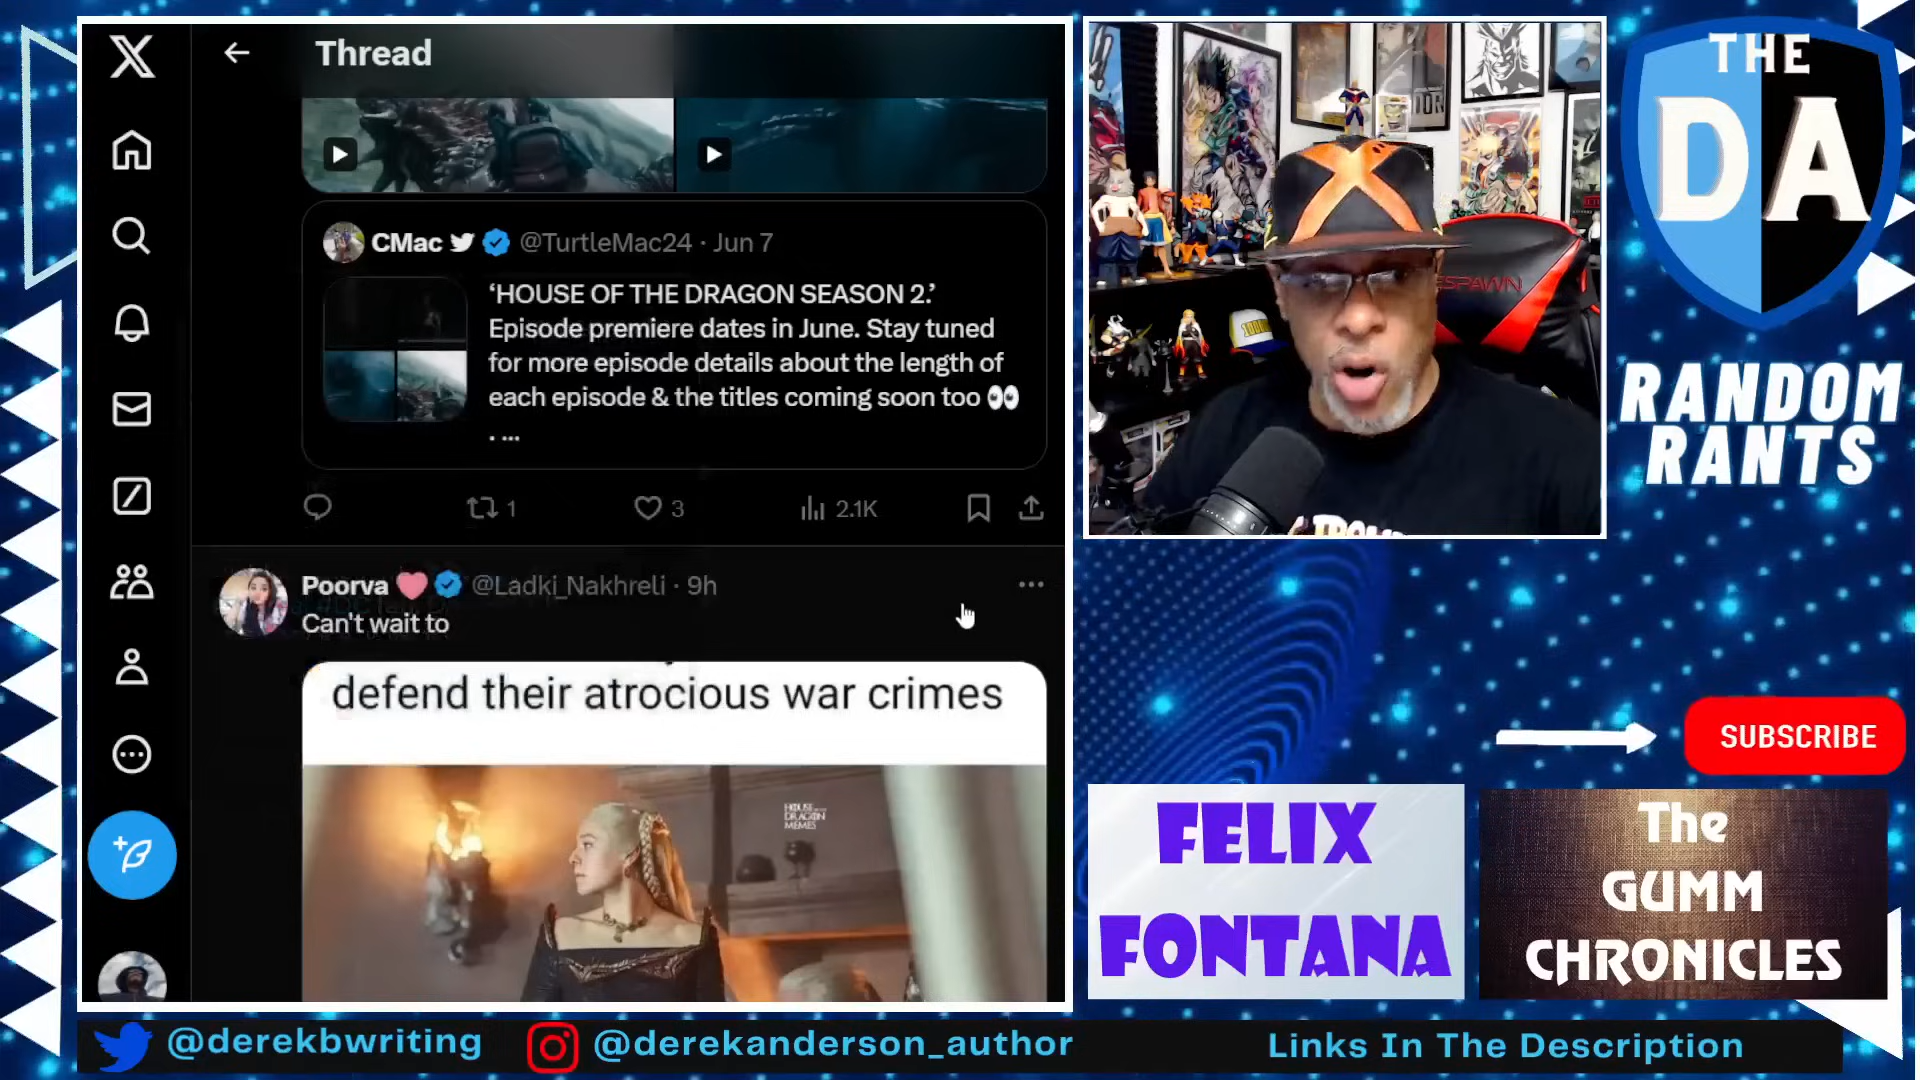 Thread
CMac @TurtleMac24 · Jun 7
‘HOUSE OF THE DRAGON SEASON 2.’
Episode premiere dates in June. Stay tuned
for more episode details about the length of
each episode & the titles coming soon too 👀
. ...
1
3
2.1K
Poorva @Ladki_Nakhreli · 9h
Can't wait to
defend their atrocious war crimes
HOUSE
DRAGON
MEMES
THE
DA
RANDOM
RANTS
SUBSCRIBE
FELIX
FONTANA
The
GUMM
CHRONICLES
@derekbwriting
@derekanderson_author
Links In The Description